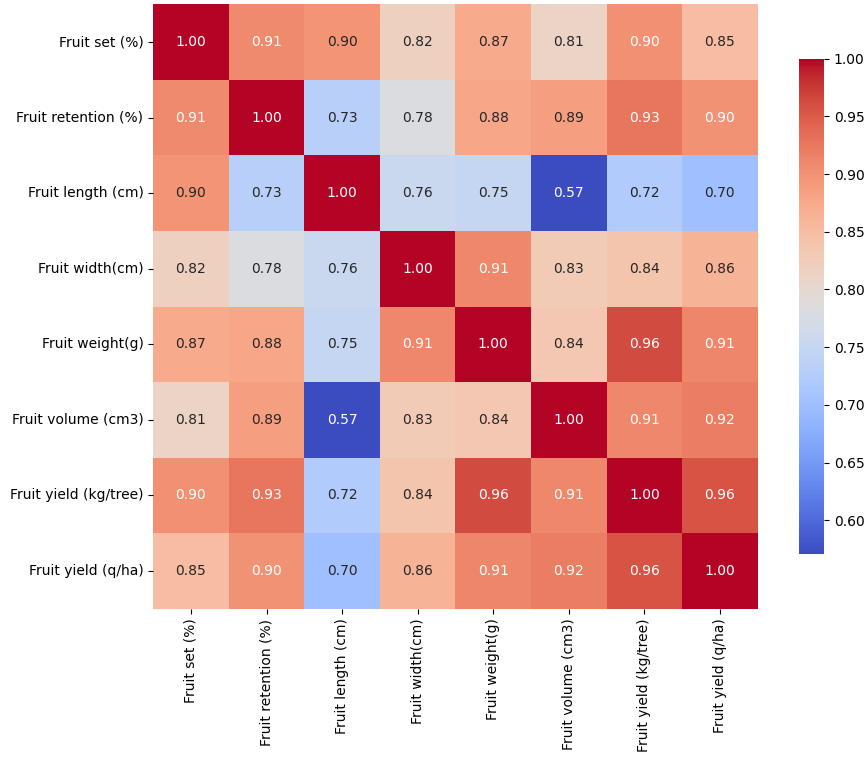 Fruit set (%) 1.00 0.91 0.90 0.82 0.87 0.81 0.90 0.85
Fruit retention (%) 0.91 1.00 0.73 0.78 0.88 0.89 0.93 0.90
Fruit length (cm) 0.90 0.73 1.00 0.76 0.75 0.57 0.72 0.70
Fruit width(cm) 0.82 0.78 0.76 1.00 0.91 0.83 0.84 0.86
Fruit weight(g) 0.87 0.88 0.75 0.91 1.00 0.84 0.96 0.91
Fruit volume (cm3) 0.81 0.89 0.57 0.83 0.84 1.00 0.91 0.92
Fruit yield (kg/tree) 0.90 0.93 0.72 0.84 0.96 0.91 1.00 0.96
Fruit yield (q/ha) 0.85 0.90 0.70 0.86 0.91 0.92 0.96 1.00
Fruit set (%)
Fruit retention (%)
Fruit length (cm)
Fruit width(cm)
Fruit weight(g)
Fruit volume (cm3)
Fruit yield (kg/tree)
Fruit yield (q/ha)
1.00
0.95
0.90
0.85
0.80
0.75
0.70
0.65
0.60